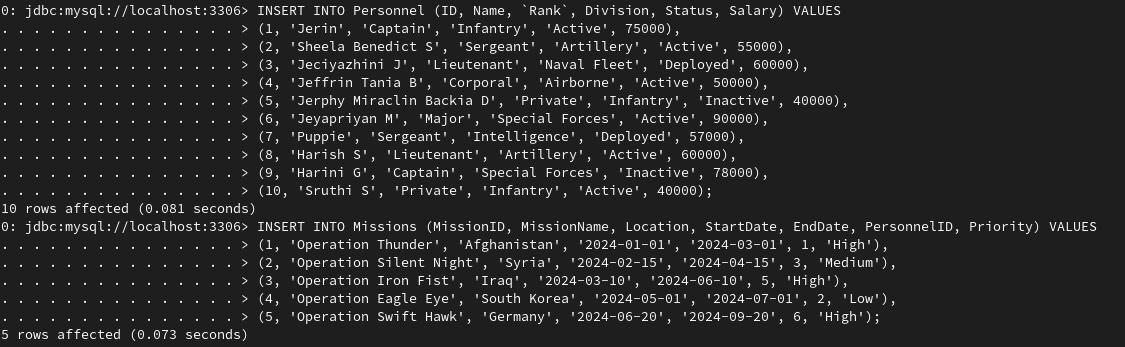 0: jdbc:mysql://localhost:3306> INSERT INTO Personnel (ID, Name, `Rank`, Division, Status, Salary) VALUES
. . . . . . . . . . . . . . . > (1, 'Jerin', 'Captain', 'Infantry', 'Active', 75000),
. . . . . . . . . . . . . . . > (2, 'Sheela Benedict S', 'Sergeant', 'Artillery', 'Active', 55000),
. . . . . . . . . . . . . . . > (3, 'Jeciyazhini J', 'Lieutenant', 'Naval Fleet', 'Deployed', 60000),
. . . . . . . . . . . . . . . > (4, 'Jeffrin Tania B', 'Corporal', 'Airborne', 'Active', 50000),
. . . . . . . . . . . . . . . > (5, 'Jerphy Miraclin Backia D', 'Private', 'Infantry', 'Inactive', 40000),
. . . . . . . . . . . . . . . > (6, 'Jeyapriyan M', 'Major', 'Special Forces', 'Active', 90000),
. . . . . . . . . . . . . . . > (7, 'Puppie', 'Sergeant', 'Intelligence', 'Deployed', 57000),
. . . . . . . . . . . . . . . > (8, 'Harish S', 'Lieutenant', 'Artillery', 'Active', 60000),
. . . . . . . . . . . . . . . > (9, 'Harini G', 'Captain', 'Special Forces', 'Inactive', 78000),
. . . . . . . . . . . . . . . > (10, 'Sruthi S', 'Private', 'Infantry', 'Active', 40000);
10 rows affected (0.081 seconds)
0: jdbc:mysql://localhost:3306> INSERT INTO Missions (MissionID, MissionName, Location, StartDate, EndDate, PersonnelID, Priority) VALUES
. . . . . . . . . . . . . . . > (1, 'Operation Thunder', 'Afghanistan', '2024-01-01', '2024-03-01', 1, 'High'),
. . . . . . . . . . . . . . . > (2, 'Operation Silent Night', 'Syria', '2024-02-15', '2024-04-15', 3, 'Medium'),
. . . . . . . . . . . . . . . > (3, 'Operation Iron Fist', 'Iraq', '2024-03-10', '2024-06-10', 5, 'High'),
. . . . . . . . . . . . . . . > (4, 'Operation Eagle Eye', 'South Korea', '2024-05-01', '2024-07-01', 2, 'Low'),
. . . . . . . . . . . . . . . > (5, 'Operation Swift Hawk', 'Germany', '2024-06-20', '2024-09-20', 6, 'High');
5 rows affected (0.073 seconds)